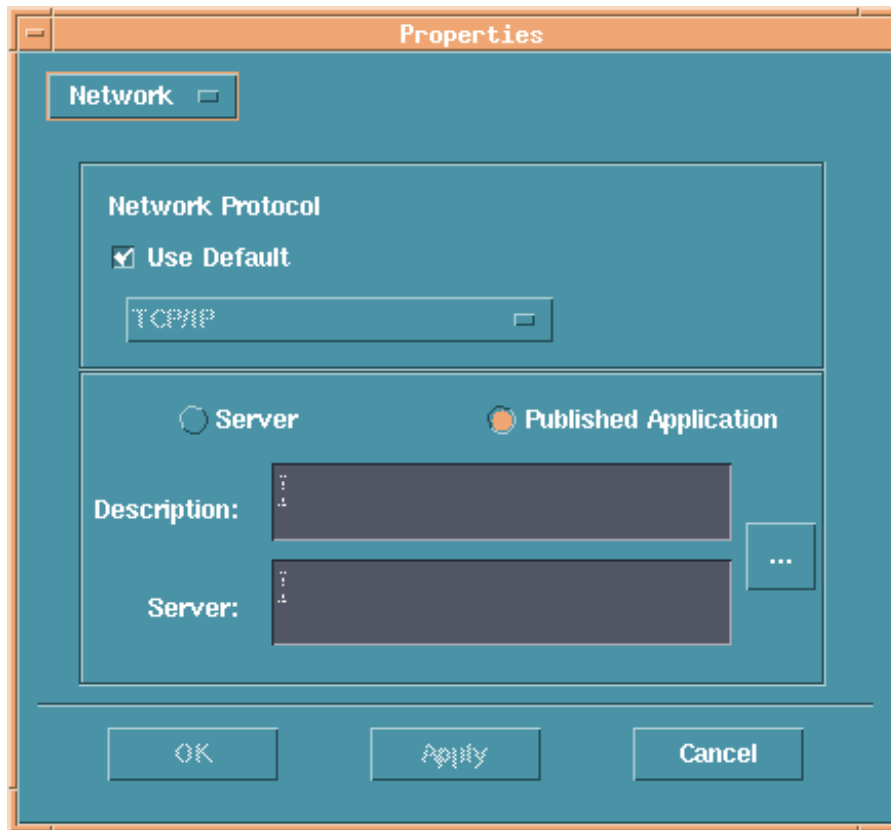 Properties
Network
Network Protocol
Use Default
TCP/IP
Server
Published Application
Description:
...
Server:
OK
Apply
Cancel